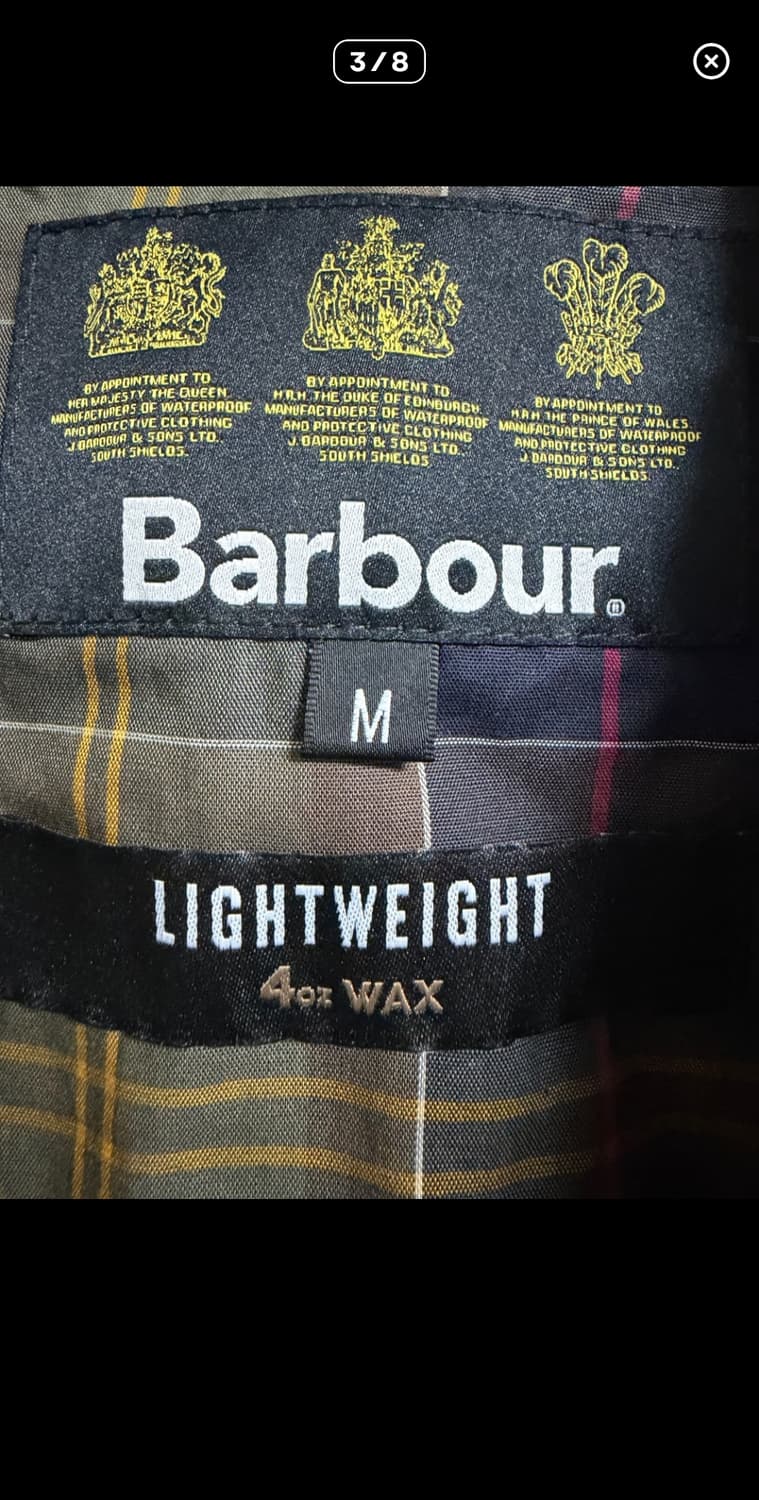 3/8
BY APPOINTMENT TO
HER MAJESTY THE QUEEN
MANUFACTURERS OF WATERPROOF
AND PROTECTIVE CLOTHING
J. BARBOUR & SONS LTD.
SOUTH SHIELDS.
BY APPOINTMENT TO
H.R.H. THE DUKE OF EDINBURGH
MANUFACTURERS OF WATERPROOF
AND PROTECTIVE CLOTHING
J. BARBOUR & SONS LTD.
SOUTH SHIELDS
BY APPOINTMENT TO
H.R.H THE PRINCE OF WALES
MANUFACTURERS OF WATERPROOF
AND PROTECTIVE CLOTHING
J. BARBOUR & SONS LTD.
SOUTH SHIELDS.
Barbour®
M
LIGHTWEIGHT
4oz WAX